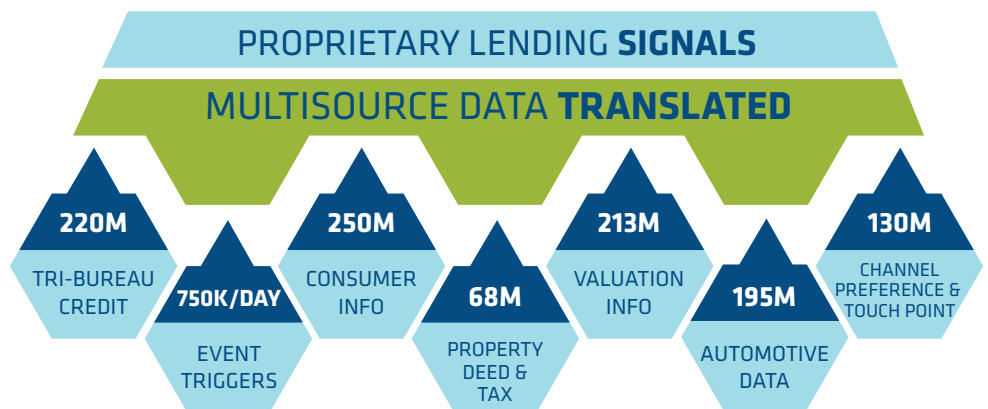 PROPRIETARY LENDING SIGNALS
MULTISOURCE DATA TRANSLATED
220M
TRI-BUREAU
CREDIT
750K/DAY
EVENT
TRIGGERS
250M
CONSUMER
INFO
68M
PROPERTY
DEED &
TAX
213M
VALUATION
INFO
195M
AUTOMOTIVE
DATA
130M
CHANNEL
PREFERENCE &
TOUCH POINT